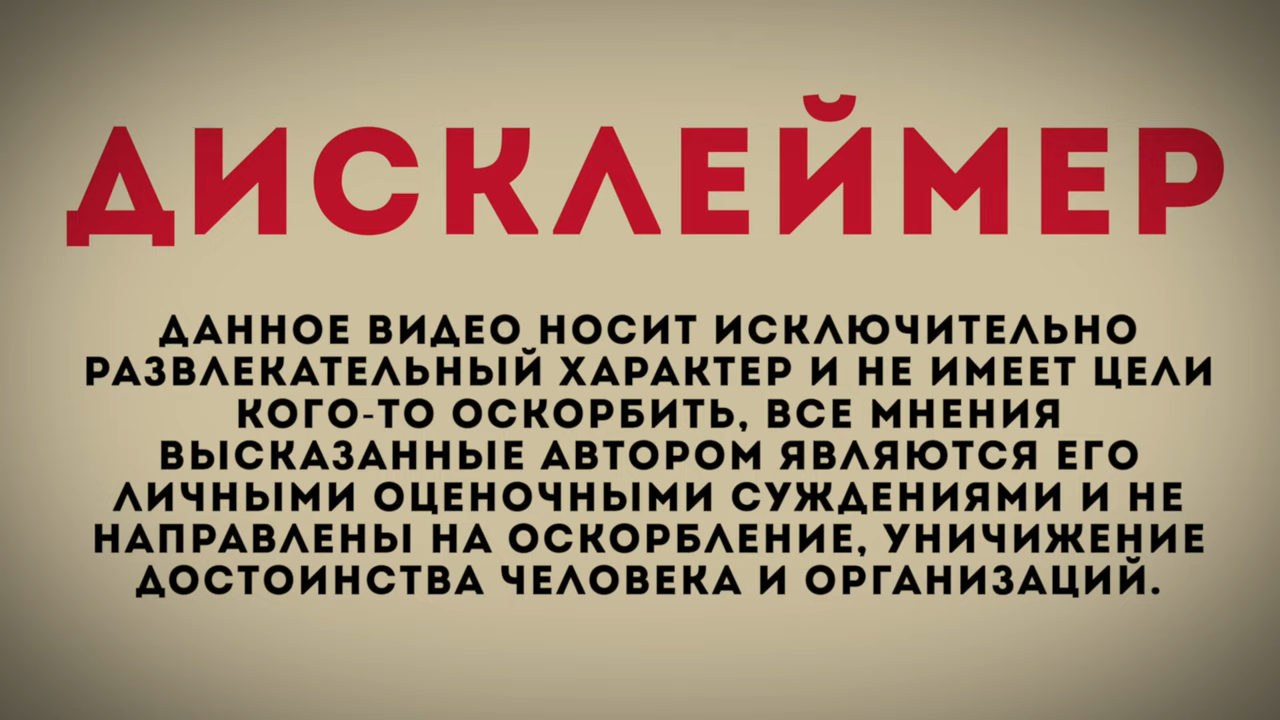 ДИСКЛЕЙМЕР
ДАННОЕ ВИДЕО НОСИТ ИСКЛЮЧИТЕЛЬНО
РАЗВЛЕКАТЕЛЬНЫЙ ХАРАКТЕР И НЕ ИМЕЕТ ЦЕЛИ
КОГО-ТО ОСКОРБИТЬ, ВСЕ МНЕНИЯ
ВЫСКАЗАННЫЕ АВТОРОМ ЯВЛЯЮТСЯ ЕГО
ЛИЧНЫМИ ОЦЕНОЧНЫМИ СУЖДЕНИЯМИ И НЕ
НАПРАВЛЕНЫ НА ОСКОРБЛЕНИЕ, УНИЧИЖЕНИЕ
ДОСТОИНСТВА ЧЕЛОВЕКА И ОРГАНИЗАЦИЙ.